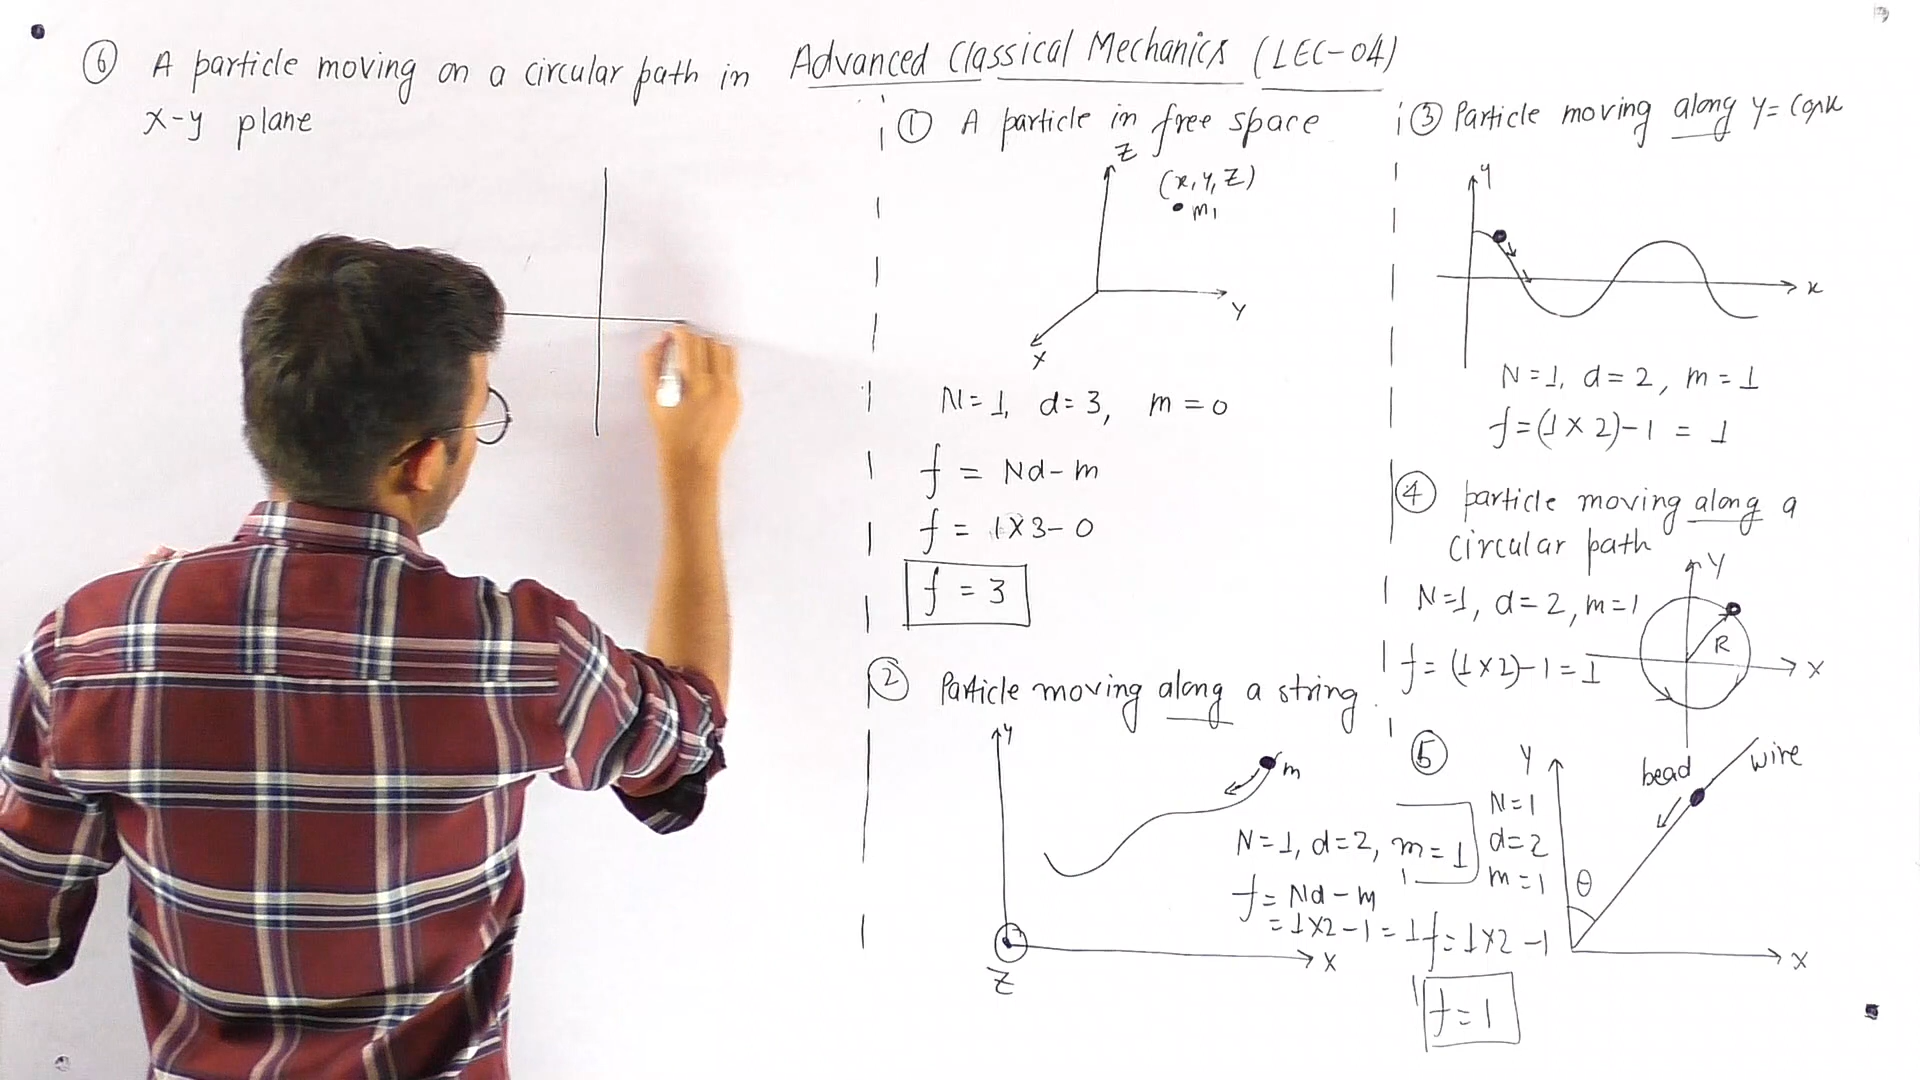 Advanced Classical Mechanics (LEC-04)
⑥ A particle moving on a circular path in
x-y plane
① A particle in free space
Z
(x, y, z)
m1
Y
X
N=1, d=3, m=0
f = Nd-m
f = 1×3-0
f = 3
② Particle moving along a string.
y
m
N=1, d=2, m=1
f= Nd-m
=1×2-1=1
X
Z
③ Particle moving along y=cosx
y
x
N=1, d=2, m=1
f=(1×2)-1 = 1
④ particle moving along a
circular path
Y
N=1, d=2, m=1
R
f=(1×2)-1=1
X
⑤
Y
bead
wire
N=1
d=2
m=1
θ
f=1×2-1
X
f=1